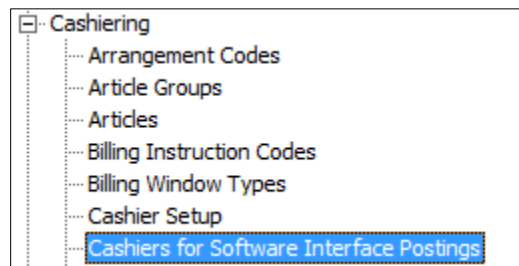 Cashiering
Arrangement Codes
Article Groups
Articles
Billing Instruction Codes
Billing Window Types
Cashier Setup
Cashiers for Software Interface Postings